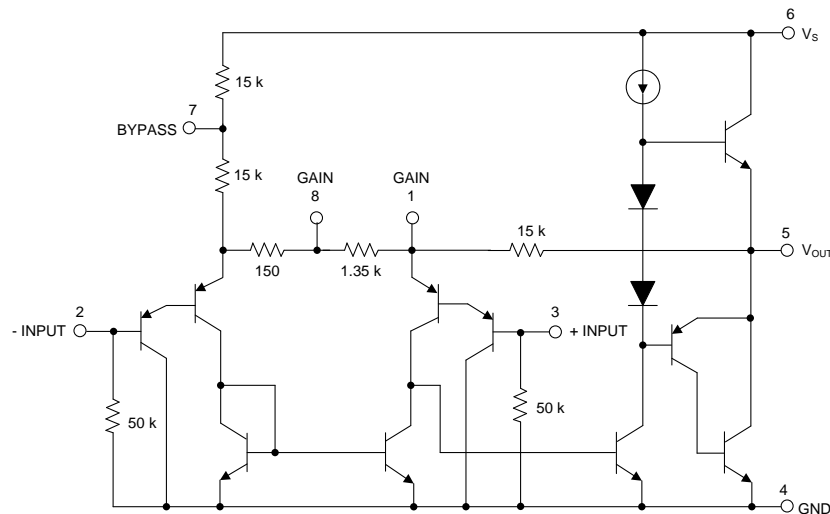 6
V_S
15 k
7
BYPASS
15 k
GAIN
8
GAIN
1
15 k
5
V_OUT
150
1.35 k
2
- INPUT
3
+ INPUT
50 k
50 k
4
GND